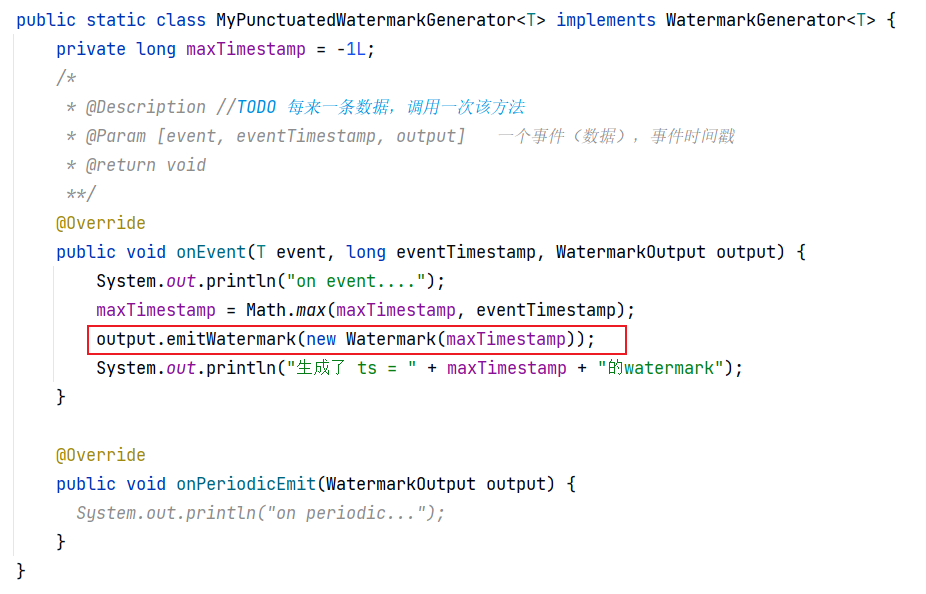 public static class MyPunctuatedWatermarkGenerator<T> implements WatermarkGenerator<T> {
    private long maxTimestamp = -1L;
    /*
     * @Description //TODO 每来一条数据，调用一次该方法
     * @Param [event, eventTimestamp, output]   一个事件（数据），事件时间戳
     * @return void
     **/
    @Override
    public void onEvent(T event, long eventTimestamp, WatermarkOutput output) {
        System.out.println("on event....");
        maxTimestamp = Math.max(maxTimestamp, eventTimestamp);
        output.emitWatermark(new Watermark(maxTimestamp));
        System.out.println("生成了 ts = " + maxTimestamp + "的watermark");
    }
    @Override
    public void onPeriodicEmit(WatermarkOutput output) {
      System.out.println("on periodic...");
    }
}